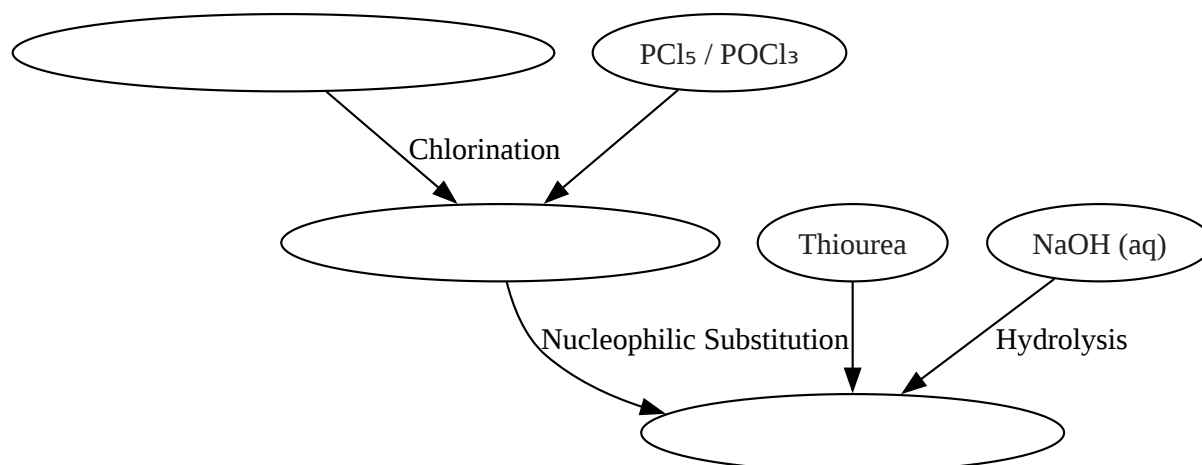 PCl₅ / POCl₃
Chlorination
Thiourea
NaOH (aq)
Nucleophilic Substitution
Hydrolysis